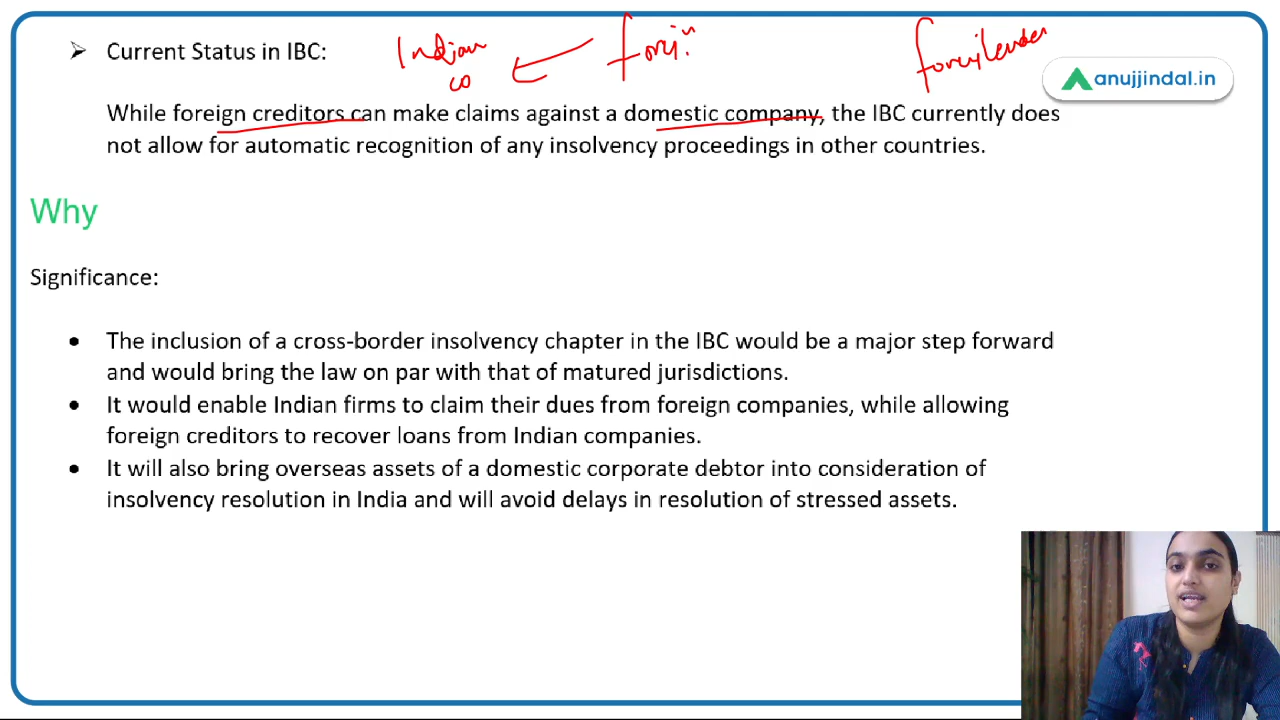 Current Status in IBC:
Indian
co
foreign lender
anujjindal.in
While foreign creditors can make claims against a domestic company, the IBC currently does
not allow for automatic recognition of any insolvency proceedings in other countries.
Why
Significance:
The inclusion of a cross-border insolvency chapter in the IBC would be a major step forward
and would bring the law on par with that of matured jurisdictions.
It would enable Indian firms to claim their dues from foreign companies, while allowing
foreign creditors to recover loans from Indian companies.
It will also bring overseas assets of a domestic corporate debtor into consideration of
insolvency resolution in India and will avoid delays in resolution of stressed assets.